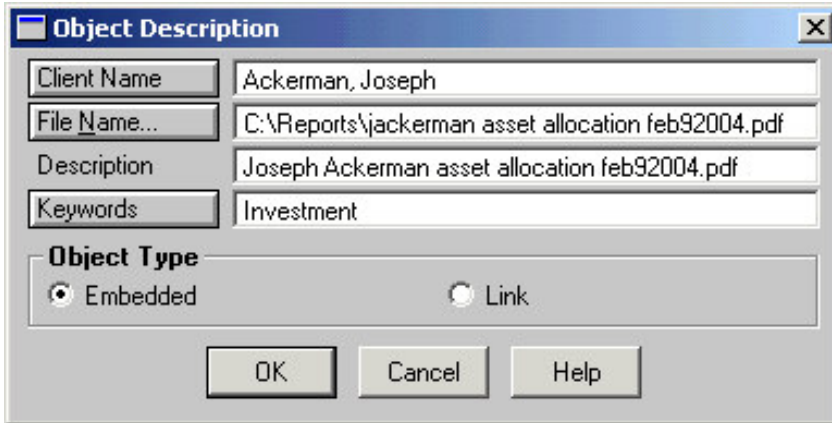 Object Description
Client Name Ackerman, Joseph
File Name... C:\Reports\jackerman asset allocation feb92004.pdf
Description Joseph Ackerman asset allocation feb92004.pdf
Keywords Investment
Object Type
Embedded Link
OK Cancel Help